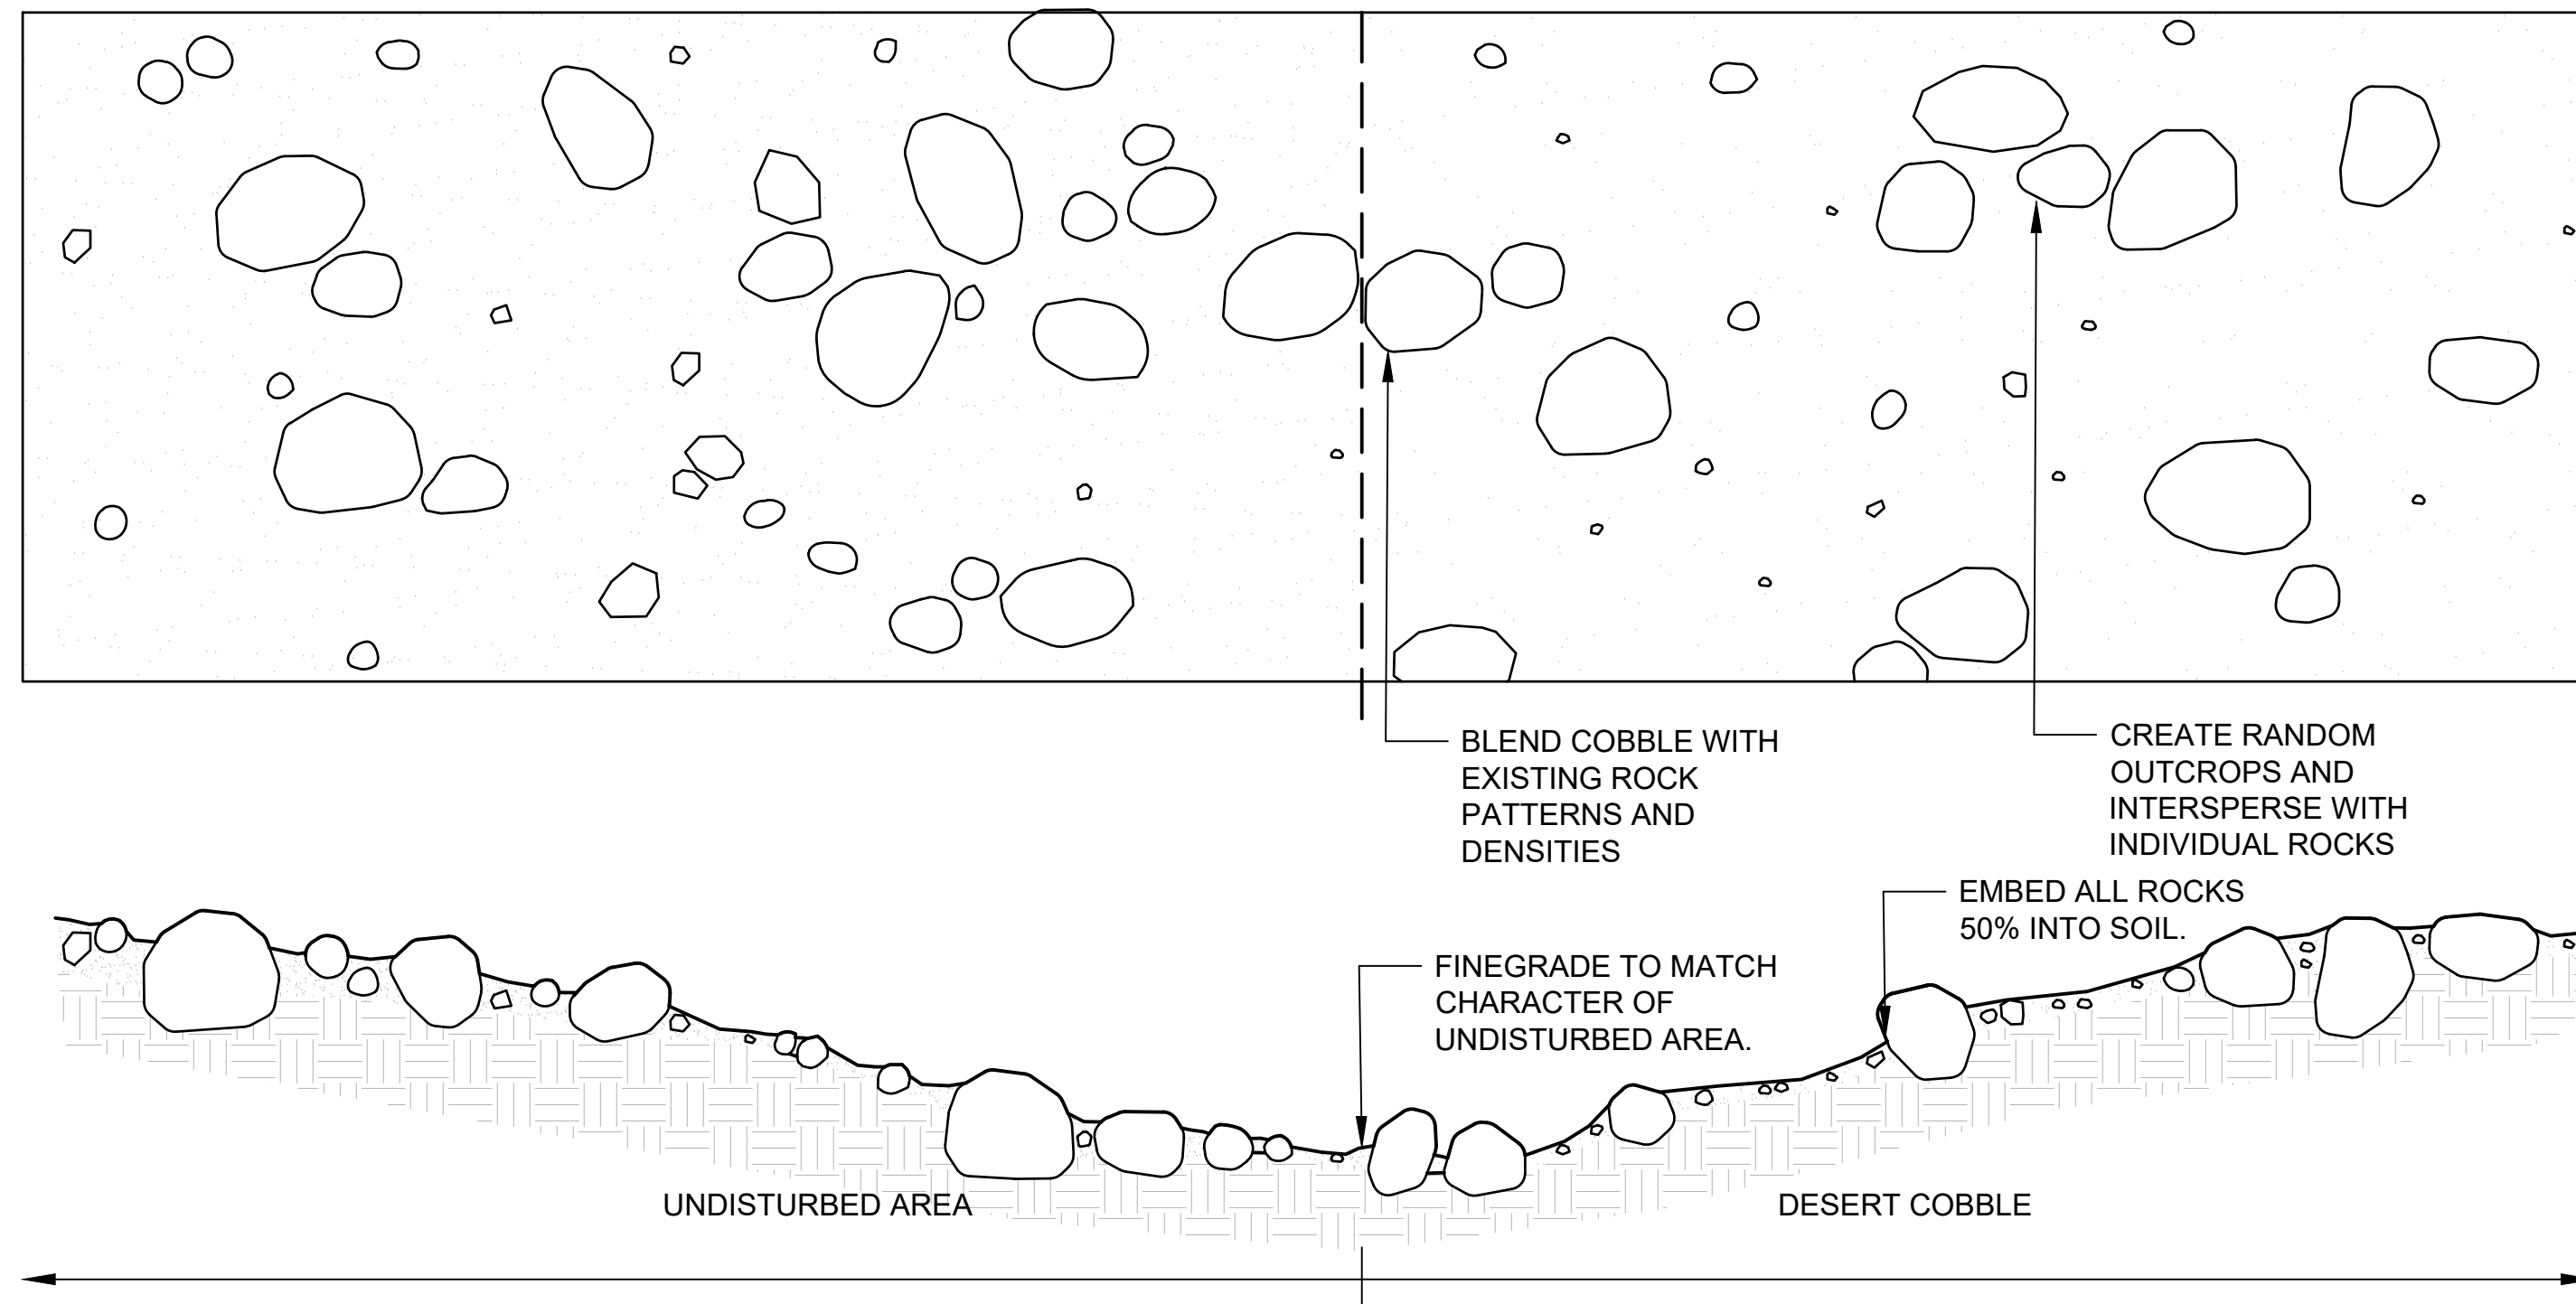 BLEND COBBLE WITH
EXISTING ROCK
PATTERNS AND
DENSITIES
CREATE RANDOM
OUTCROPS AND
INTERSPERSE WITH
INDIVIDUAL ROCKS
EMBED ALL ROCKS
50% INTO SOIL.
FINEGRADE TO MATCH
CHARACTER OF
UNDISTURBED AREA.
UNDISTURBED AREA
DESERT COBBLE